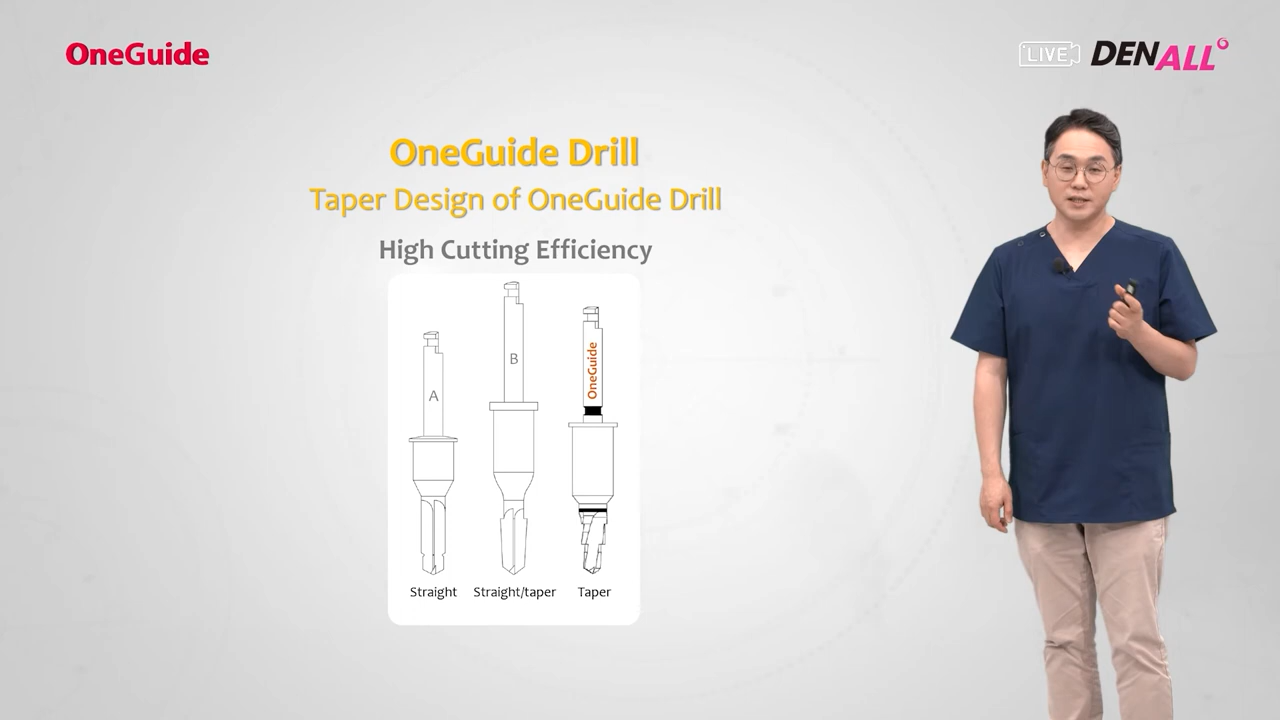 OneGuide
LIVE
DENALL
OneGuide Drill
Taper Design of OneGuide Drill
High Cutting Efficiency
A
B
OneGuide
Straight
Straight/taper
Taper